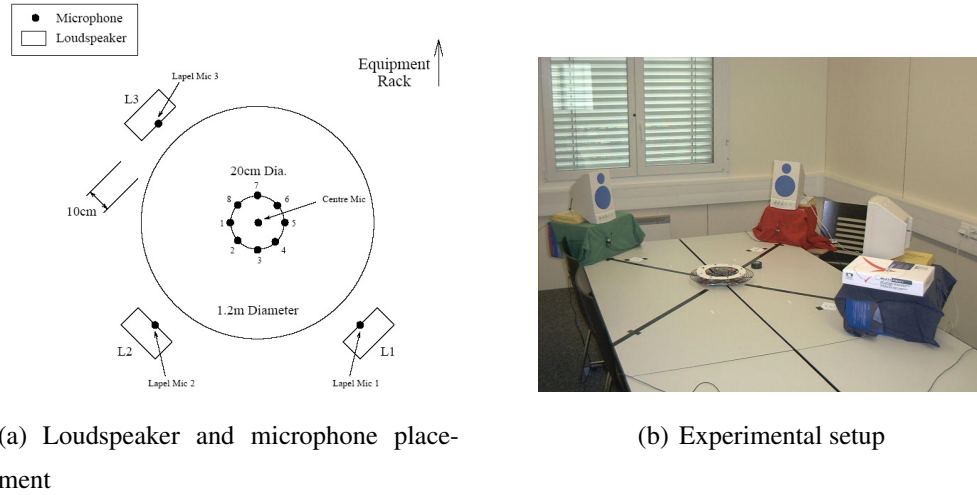 Microphone
Loudspeaker
Equipment
Rack
Lapel Mic 3
L3
10cm
20cm Dia.
7
8
6
Centre Mic
1
5
2
4
3
1.2m Diameter
L2
L1
Lapel Mic 2
Lapel Mic 1
(a) Loudspeaker and microphone place-
ment
(b) Experimental setup